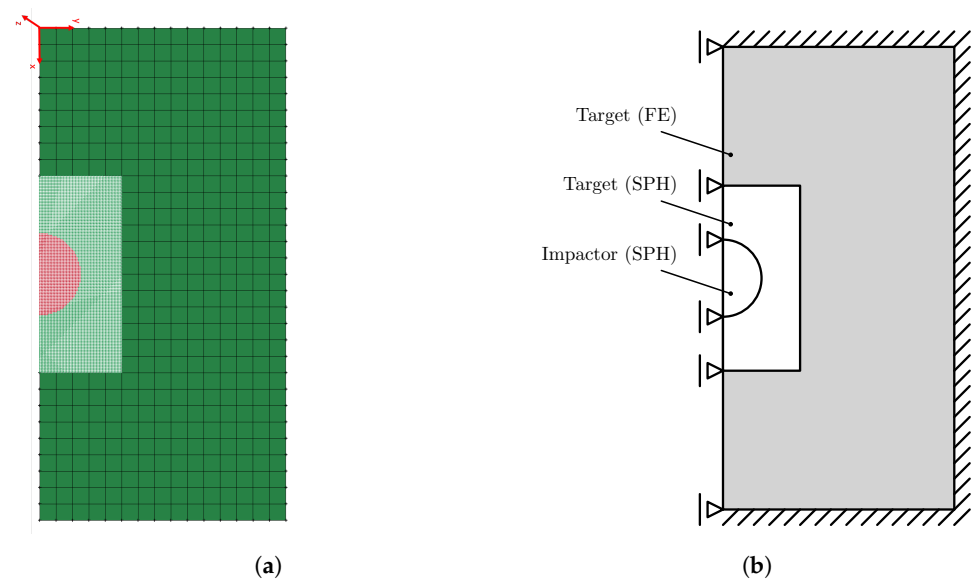 Y
Z
X
Target (FE)
Target (SPH)
Impactor (SPH)
(a)
(b)